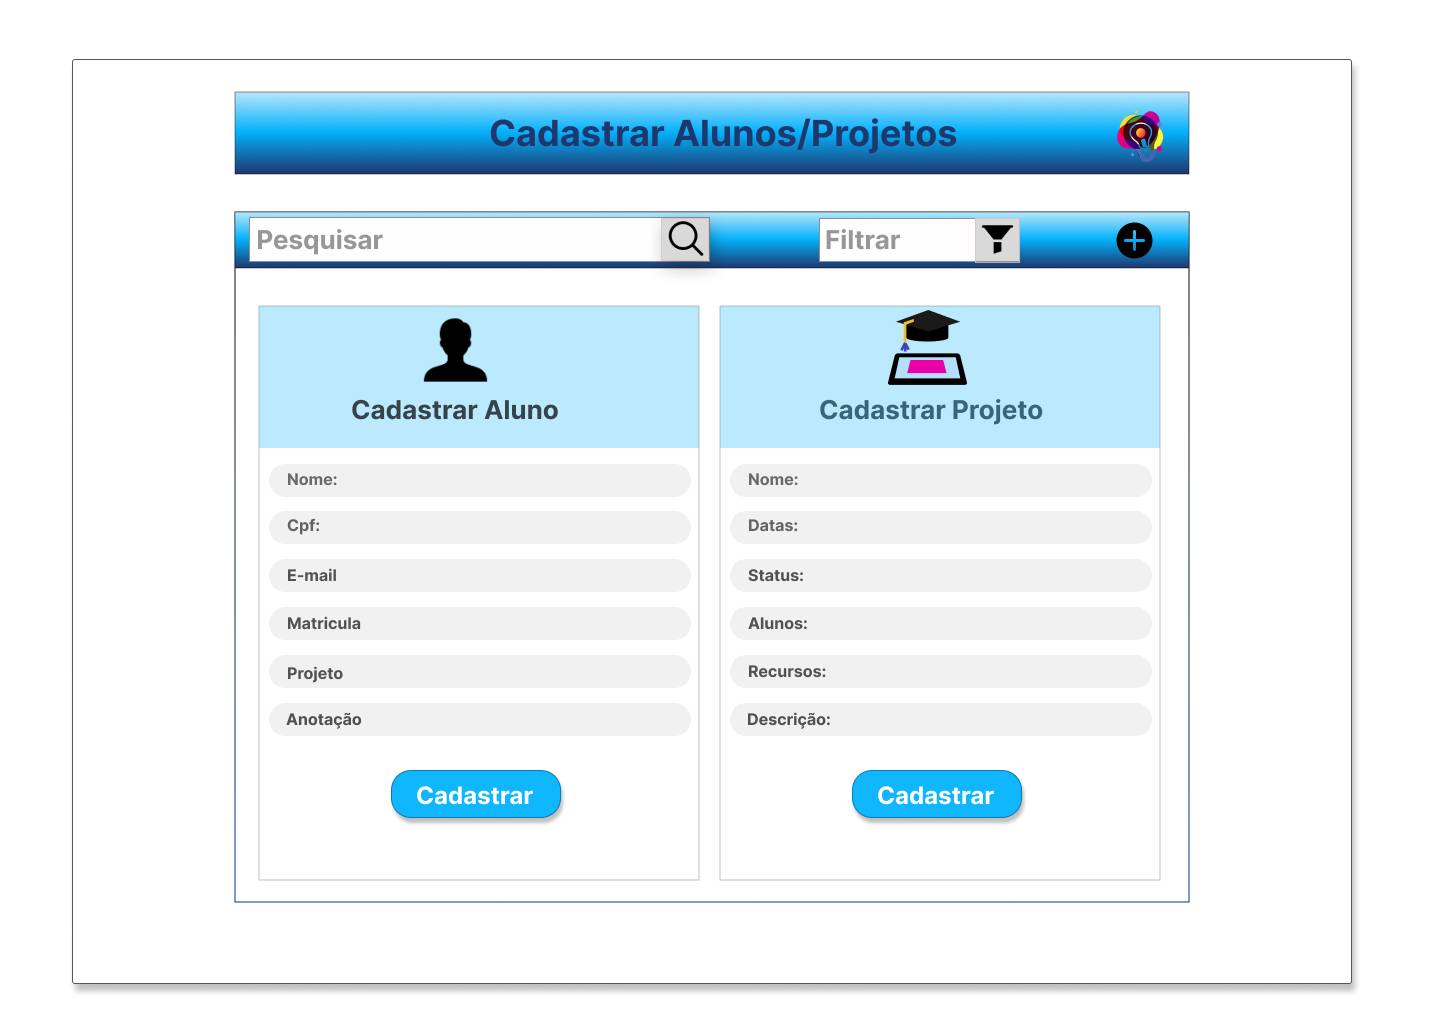 Cadastrar Alunos/Projetos
Pesquisar
Filtrar
Cadastrar Aluno
Nome:
Cpf:
E-mail
Matricula
Projeto
Anotação
Cadastrar
Cadastrar Projeto
Nome:
Datas:
Status:
Alunos:
Recursos:
Descrição:
Cadastrar